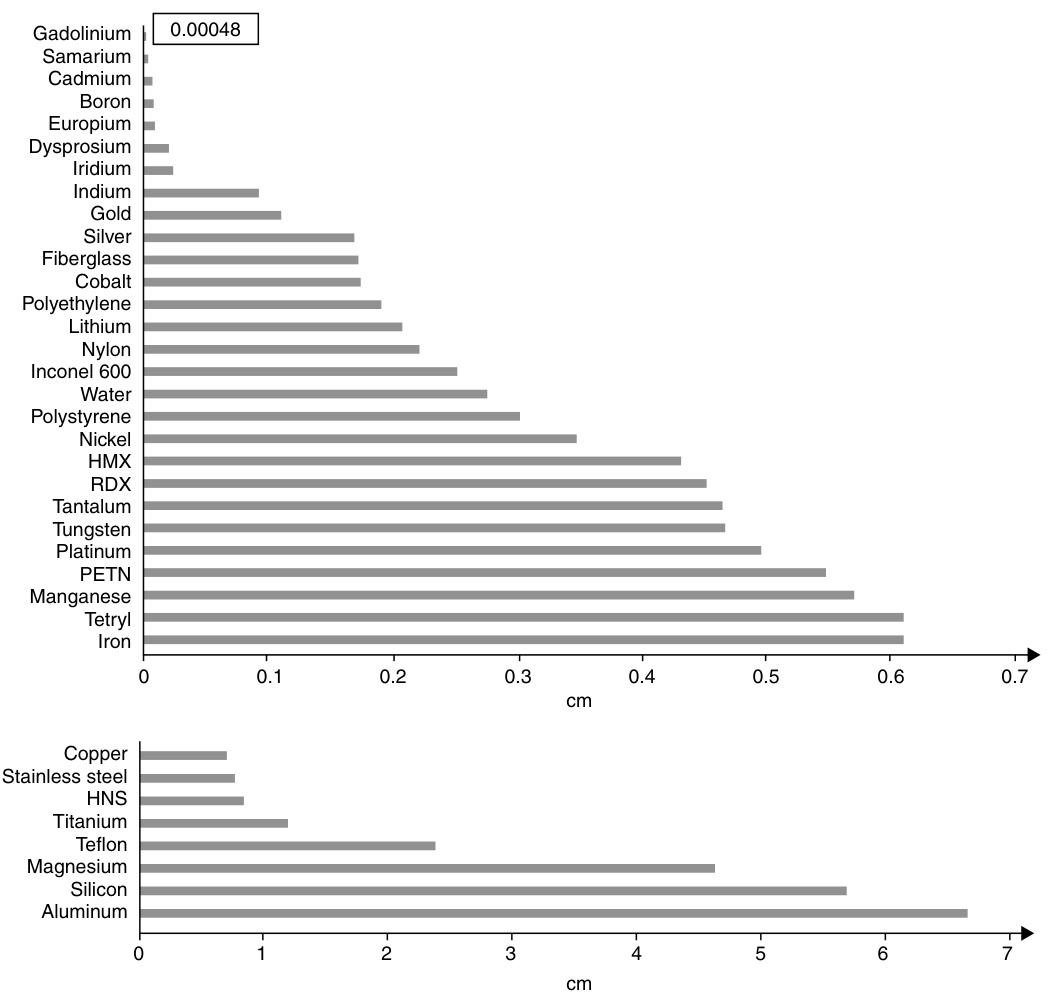 Gadolinium
0.00048
Samarium
Cadmium
Boron
Europium
Dysprosium
Iridium
Indium
Gold
Silver
Fiberglass
Cobalt
Polyethylene
Lithium
Nylon
Inconel 600
Water
Polystyrene
Nickel
HMX
RDX
Tantalum
Tungsten
Platinum
PETN
Manganese
Tetryl
Iron
0 0.1 0.2 0.3 0.4 0.5 0.6 0.7
cm
Copper
Stainless steel
HNS
Titanium
Teflon
Magnesium
Silicon
Aluminum
0 1 2 3 4 5 6 7
cm